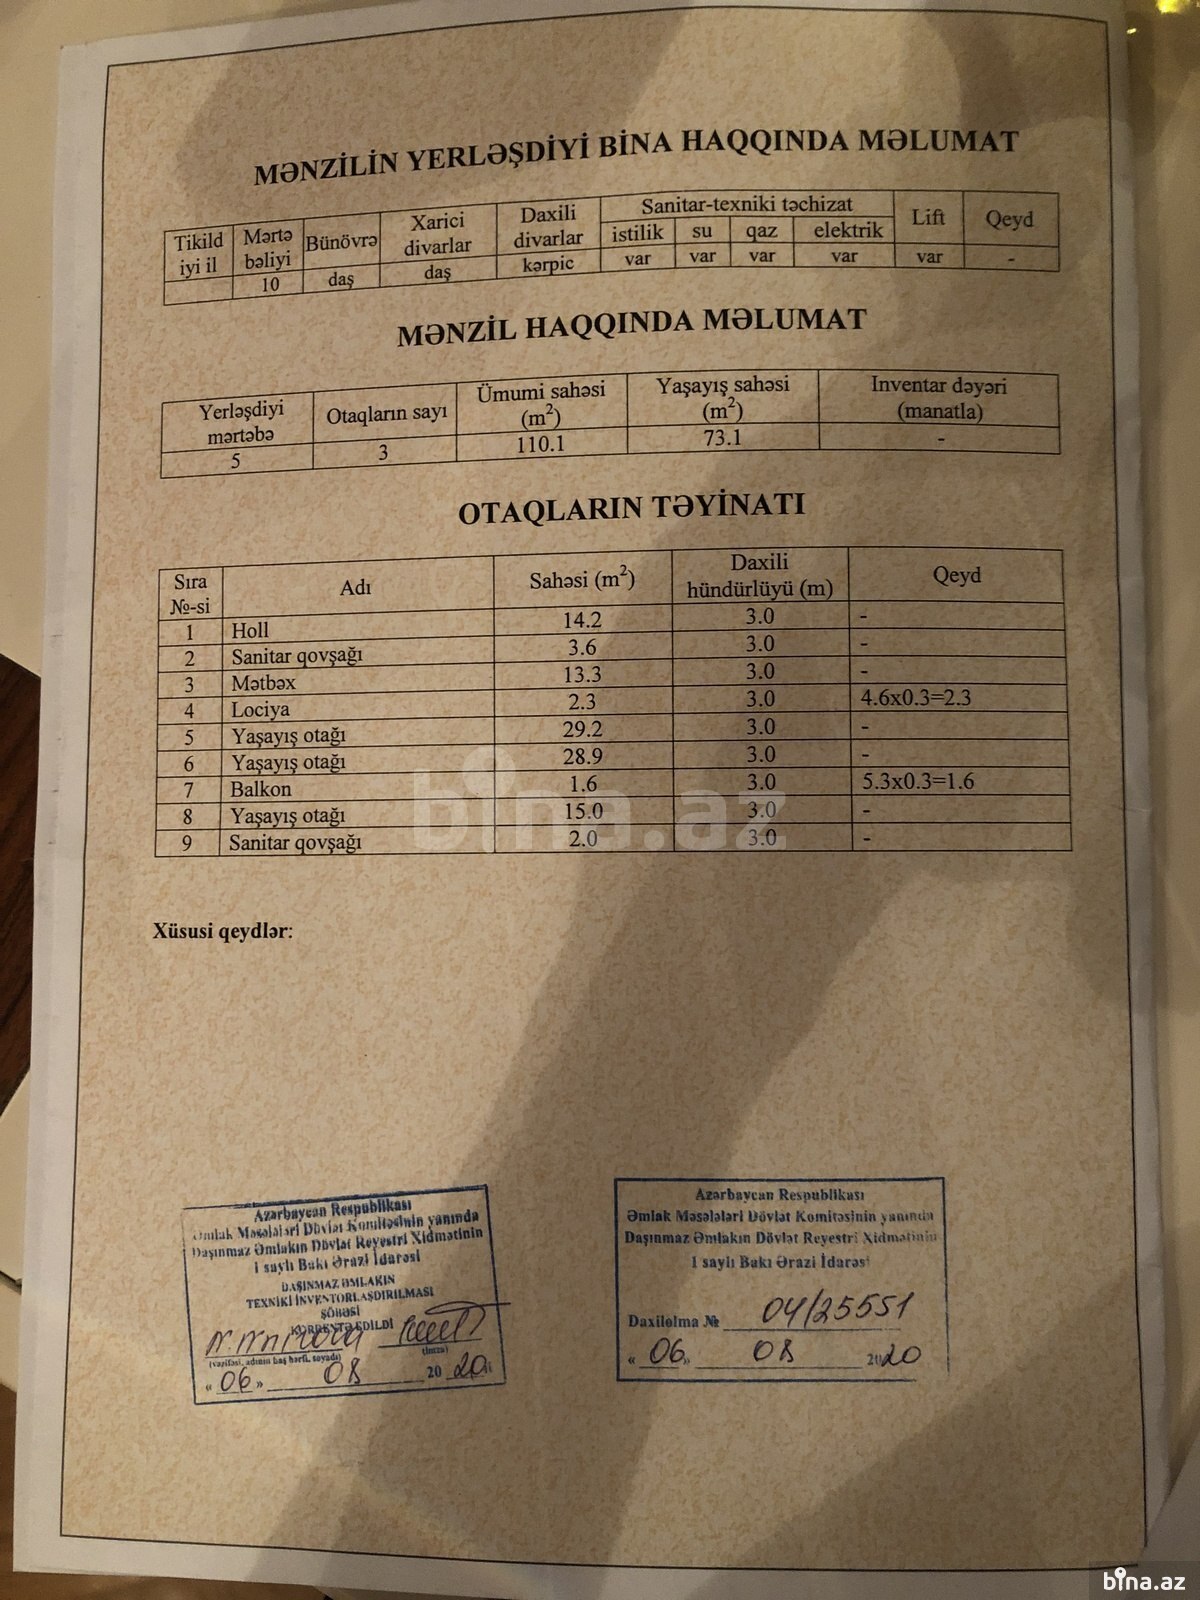 MƏNZİLİN YERLƏŞDİYİ BİNA HAQQINDA MƏLUMAT
Tikild iyi il | Mərtə bəliyi | Bünövrə | Xarici divarlar | Daxili divarlar | Sanitar-texniki təchizat | Lift | Qeyd
istilik | su | qaz | elektrik
10 | daş | daş | kərpic | var | var | var | var | var | -
MƏNZİL HAQQINDA MƏLUMAT
Yerləşdiyi mərtəbə | Otaqların sayı | Ümumi sahəsi (m²) | Yaşayış sahəsi (m²) | Inventar dəyəri (manatla)
5 | 3 | 110.1 | 73.1 | -
OTAQLARIN TƏYİNATI
Sıra №-si | Adı | Sahəsi (m²) | Daxili hündürlüyü (m) | Qeyd
1 | Holl | 14.2 | 3.0 | -
2 | Sanitar qovşağı | 3.6 | 3.0 | -
3 | Mətbəx | 13.3 | 3.0 | -
4 | Lociya | 2.3 | 3.0 | 4.6x0.3=2.3
5 | Yaşayış otağı | 29.2 | 3.0 | -
6 | Yaşayış otağı | 28.9 | 3.0 | -
7 | Balkon | 1.6 | 3.0 | 5.3x0.3=1.6
8 | Yaşayış otağı | 15.0 | 3.0 | -
9 | Sanitar qovşağı | 2.0 | 3.0 | -
bina.az
Xüsusi qeydlər:
Azərbaycan Respublikası
Əmlak Məsələləri Dövlət Komitəsinin yanında
Daşınmaz Əmlakın Dövlət Reyestri Xidmətinin
1 saylı Bakı Ərazi İdarəsi
DAŞINMAZ ƏMLAKIN
TEXNİKİ İNVENTORLAŞDIRILMASI
ŞÖBƏSİ
EDİLDİ
(vəzifəsi, adının baş hərfi, soyadı) (imza)
« 06 » 08 2020
Azərbaycan Respublikası
Əmlak Məsələləri Dövlət Komitəsinin yanında
Daşınmaz Əmlakın Dövlət Reyestri Xidmətinin
1 saylı Bakı Ərazi İdarəsi
Daxilolma № 04/25551
« 06 » 08 2020
bina.az